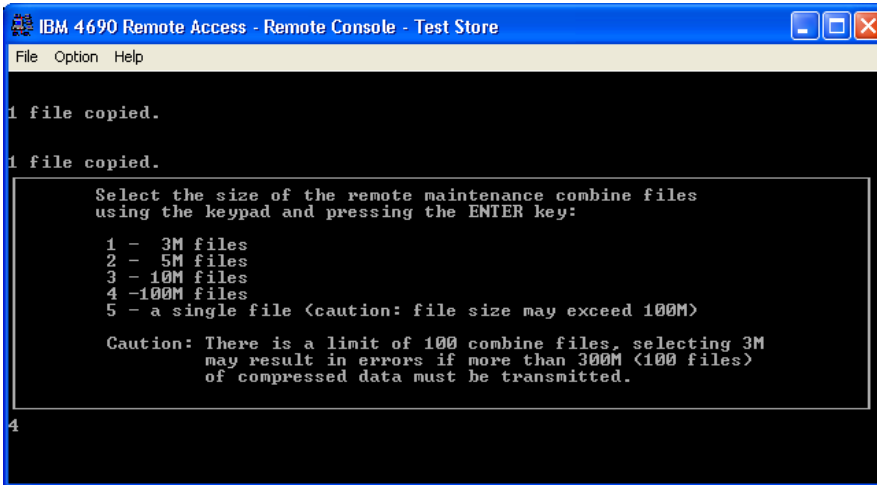 IBM 4690 Remote Access - Remote Console - Test Store
File Option Help
1 file copied.
1 file copied.
Select the size of the remote maintenance combine files
using the keypad and pressing the ENTER key:
1 - 3M files
2 - 5M files
3 - 10M files
4 -100M files
5 - a single file (caution: file size may exceed 100M)
Caution: There is a limit of 100 combine files, selecting 3M
may result in errors if more than 300M (100 files)
of compressed data must be transmitted.
4